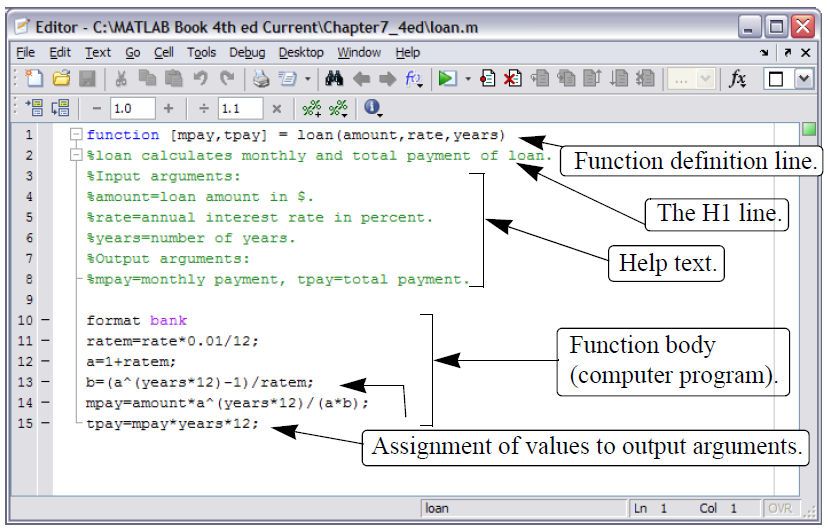 Editor - C:\MATLAB Book 4th ed Current\Chapter7_4ed\loan.m
File Edit Text Go Cell Tools Debug Desktop Window Help
... fx
− 1.0 + ÷ 1.1 ×
1 function [mpay,tpay] = loan(amount,rate,years)
2 %loan calculates monthly and total payment of loan.
3 %Input arguments:
4 %amount=loan amount in $.
5 %rate=annual interest rate in percent.
6 %years=number of years.
7 %Output arguments:
8 %mpay=monthly payment, tpay=total payment.
9
10 − format bank
11 − ratem=rate*0.01/12;
12 − a=1+ratem;
13 − b=(a^(years*12)-1)/ratem;
14 − mpay=amount*a^(years*12)/(a*b);
15 − tpay=mpay*years*12;
Function definition line.
The H1 line.
Help text.
Function body
(computer program).
Assignment of values to output arguments.
loan Ln 1 Col 1 OVR